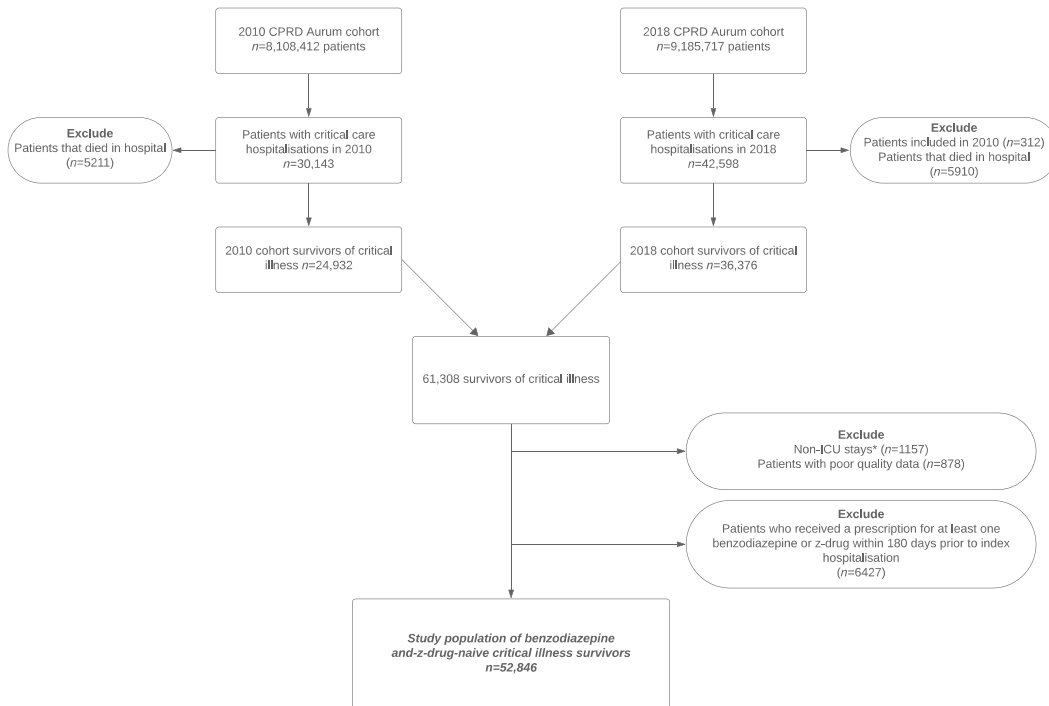 2010 CPRD Aurum cohort
n=8,108,412 patients
2018 CPRD Aurum cohort
n=9,185,717 patients
Exclude
Patients that died in hospital
(n=5211)
Patients with critical care
hospitalisations in 2010
n=30,143
Patients with critical care
hospitalisations in 2018
n=42,598
Exclude
Patients included in 2010 (n=312)
Patients that died in hospital
(n=5910)
2010 cohort survivors of critical
illness n=24,932
2018 cohort survivors of critical
illness n=36,376
61,308 survivors of critical illness
Exclude
Non-ICU stays* (n=1157)
Patients with poor quality data (n=878)
Exclude
Patients who received a prescription for at least one
benzodiazepine or z-drug within 180 days prior to index
hospitalisation
(n=6427)
Study population of benzodiazepine
and-z-drug-naive critical illness survivors
n=52,846